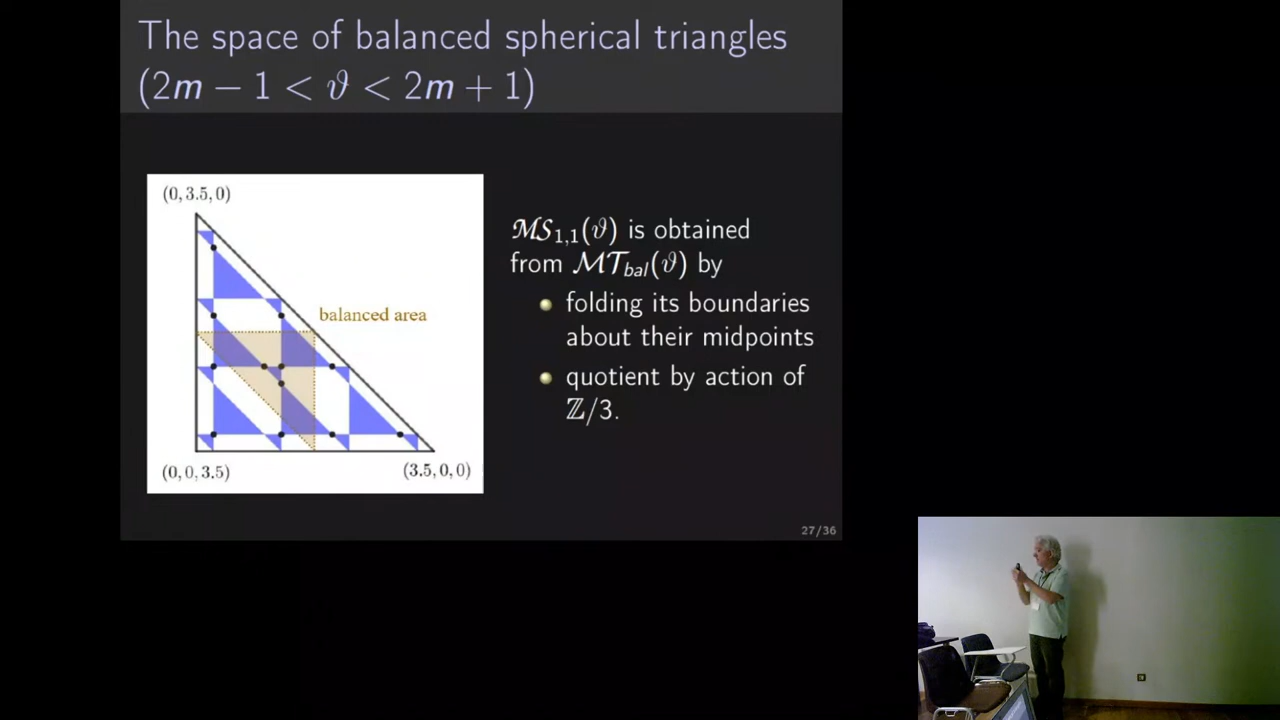 The space of balanced spherical triangles
(2m − 1 < ϑ < 2m + 1)
(0, 3.5, 0)
balanced area
(0, 0, 3.5)
(3.5, 0, 0)
𝓜𝓢₁,₁(ϑ) is obtained
from 𝓜𝓣bal(ϑ) by
folding its boundaries
about their midpoints
quotient by action of
ℤ/3.
27/36